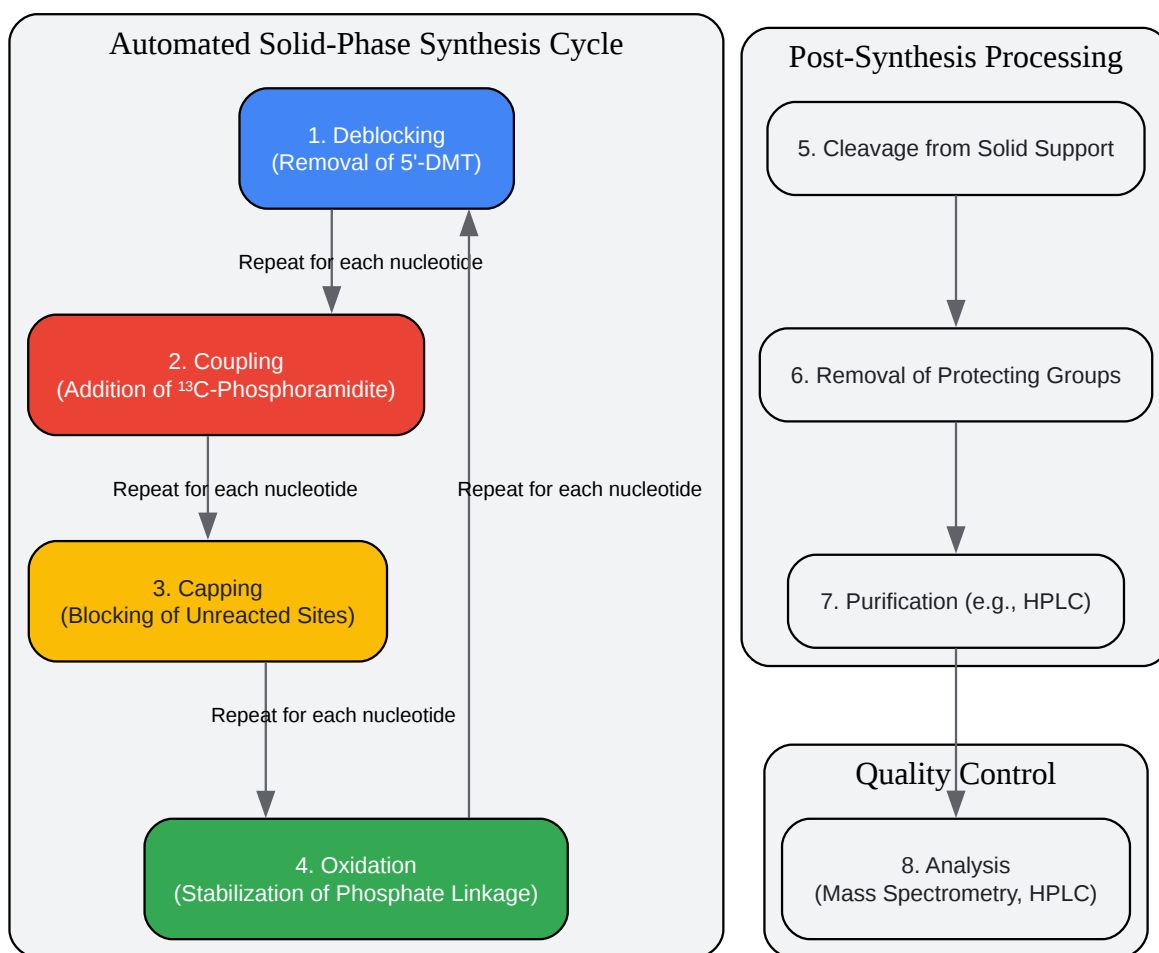 Automated Solid-Phase Synthesis Cycle
1. Deblocking
(Removal of 5'-DMT)
Repeat for each nucleotide
2. Coupling
(Addition of ¹³C-Phosphoramidite)
Repeat for each nucleotide
Repeat for each nucleotide
3. Capping
(Blocking of Unreacted Sites)
Repeat for each nucleotide
4. Oxidation
(Stabilization of Phosphate Linkage)
Post-Synthesis Processing
5. Cleavage from Solid Support
6. Removal of Protecting Groups
7. Purification (e.g., HPLC)
Quality Control
8. Analysis
(Mass Spectrometry, HPLC)